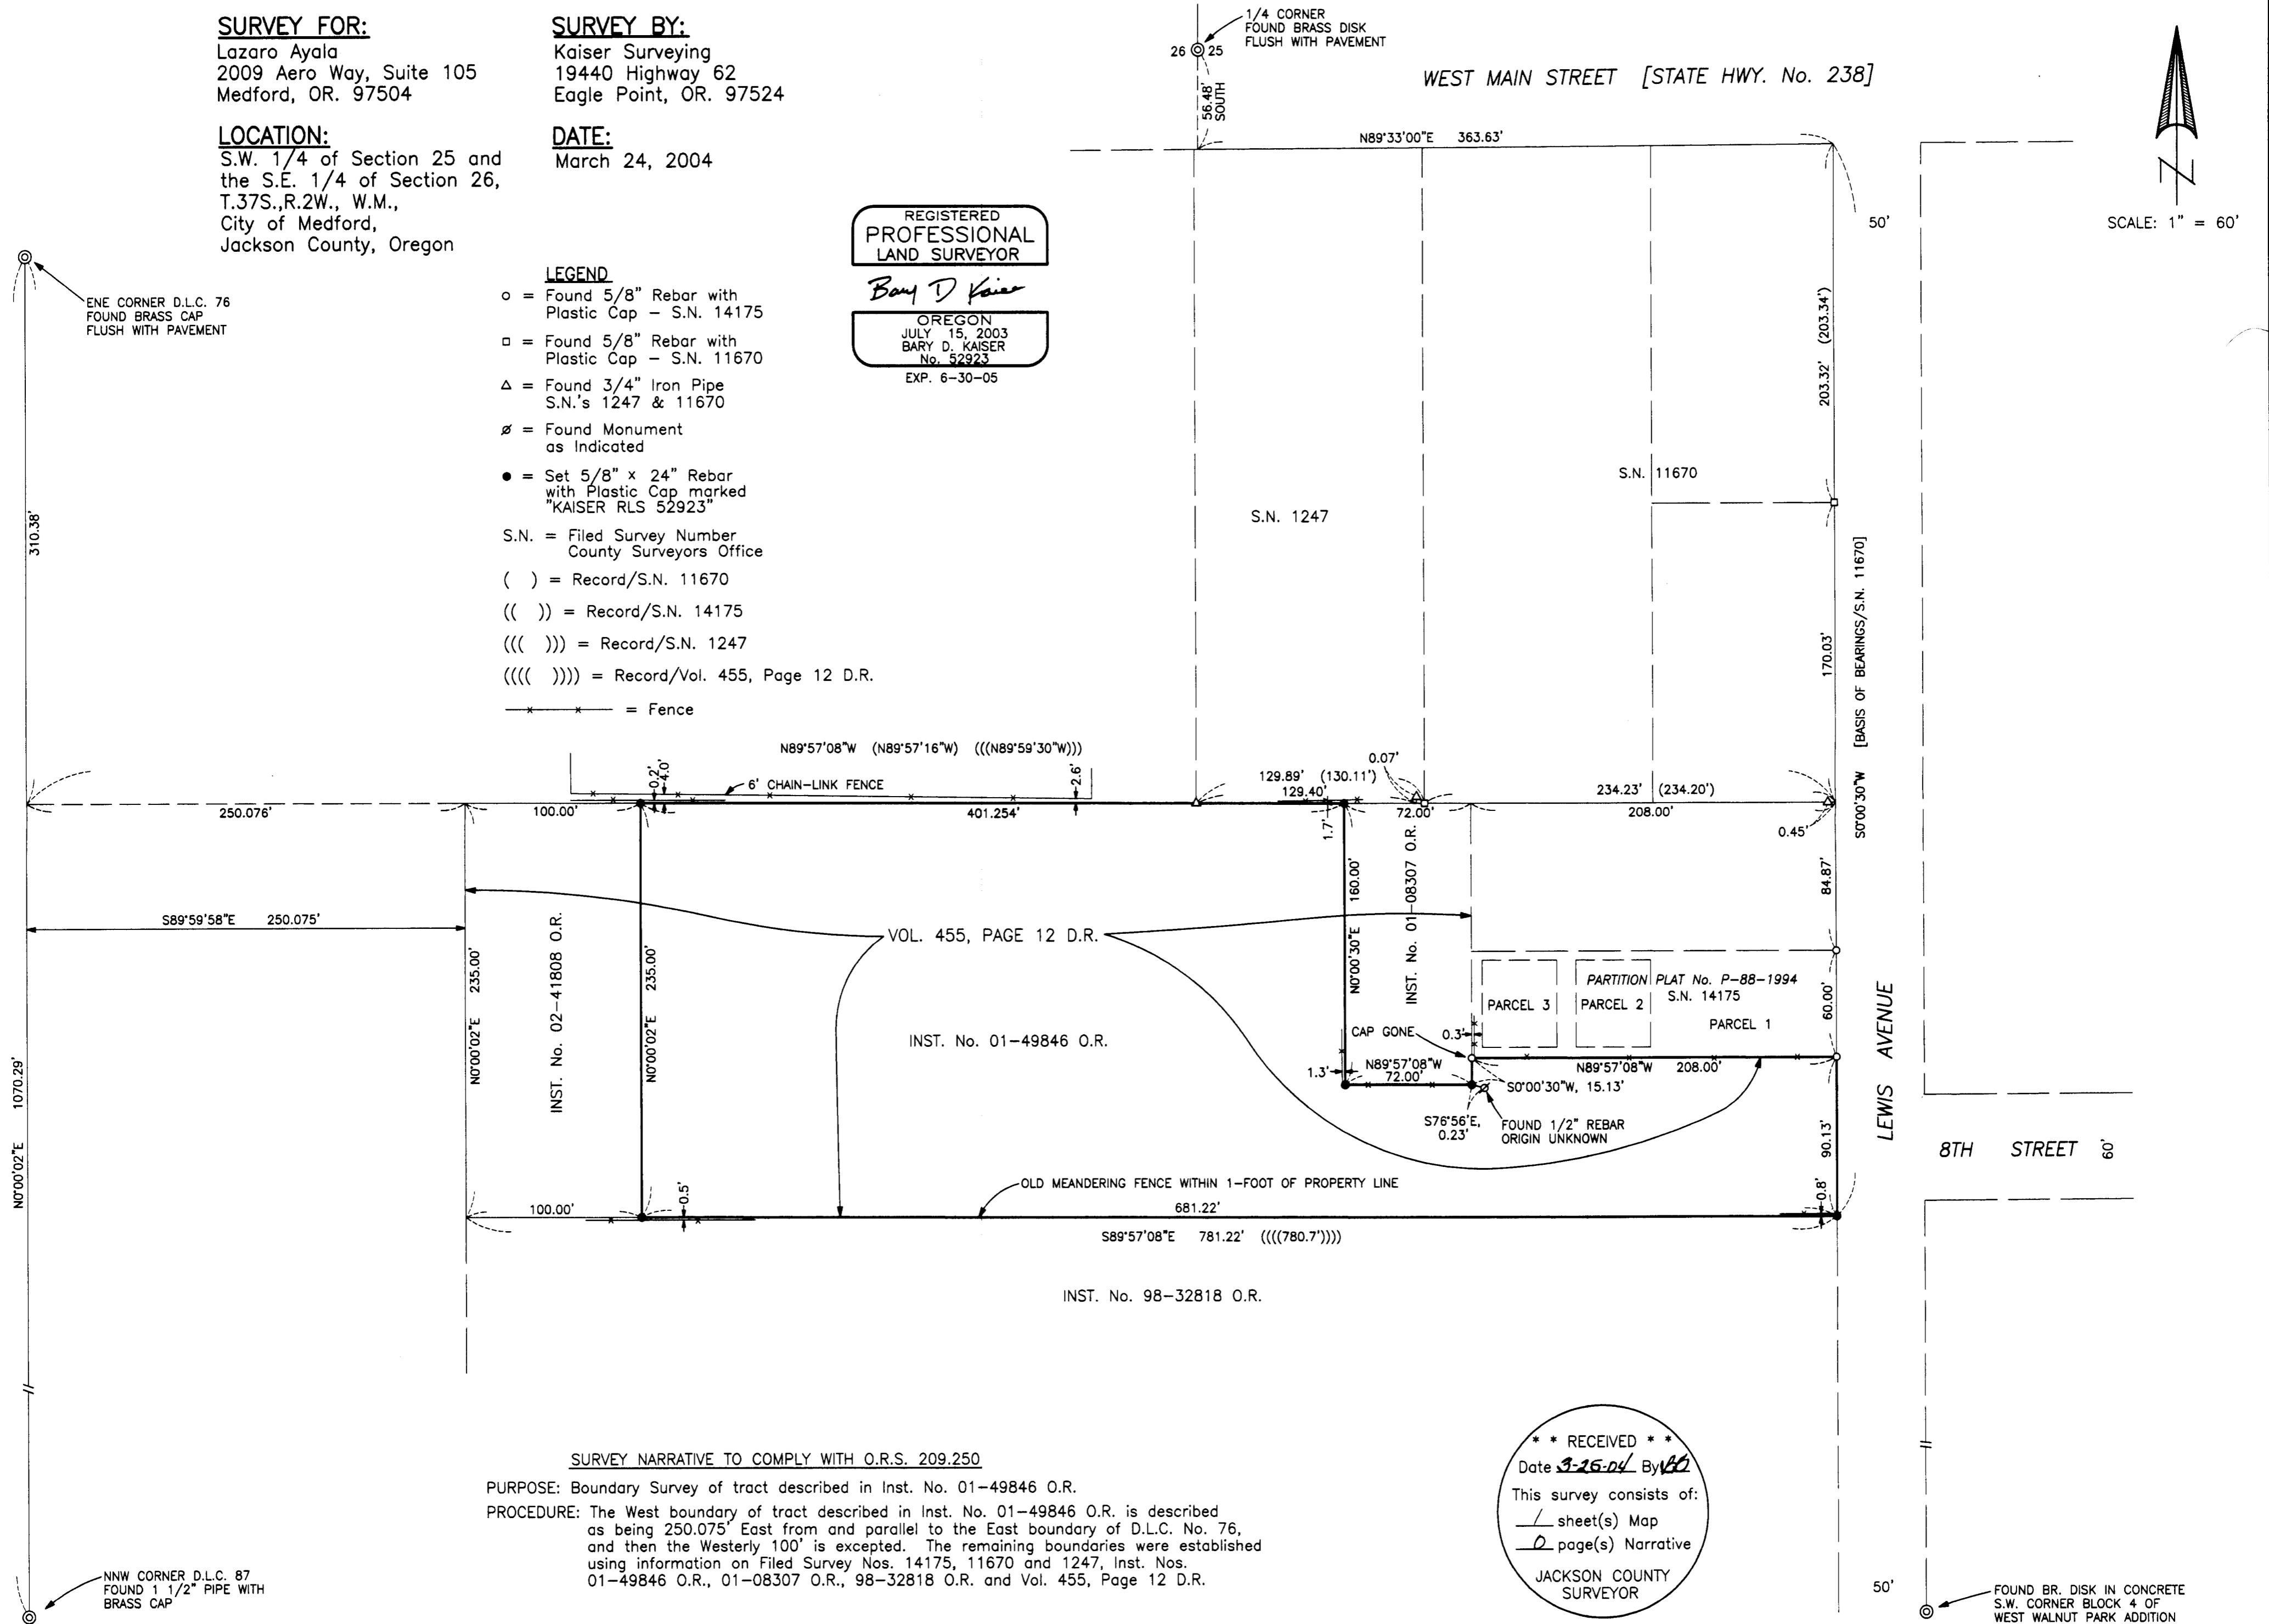 SURVEY FOR:
Lazaro Ayala
2009 Aero Way, Suite 105
Medford, OR. 97504
LOCATION:
S.W. 1/4 of Section 25 and
the S.E. 1/4 of Section 26,
T.37S.,R.2W., W.M.,
City of Medford,
Jackson County, Oregon
SURVEY BY:
Kaiser Surveying
19440 Highway 62
Eagle Point, OR. 97524
DATE:
March 24, 2004
REGISTERED
PROFESSIONAL
LAND SURVEYOR
Bary D Kaiser
OREGON
JULY 15, 2003
BARY D. KAISER
No. 52923
EXP. 6-30-05
LEGEND
○ = Found 5/8" Rebar with
Plastic Cap – S.N. 14175
□ = Found 5/8" Rebar with
Plastic Cap – S.N. 11670
△ = Found 3/4" Iron Pipe
S.N.'s 1247 & 11670
ø = Found Monument
as Indicated
● = Set 5/8" x 24" Rebar
with Plastic Cap marked
"KAISER RLS 52923"
S.N. = Filed Survey Number
County Surveyors Office
( ) = Record/S.N. 11670
(( )) = Record/S.N. 14175
((( ))) = Record/S.N. 1247
(((( )))) = Record/Vol. 455, Page 12 D.R.
= Fence
1/4 CORNER
FOUND BRASS DISK
FLUSH WITH PAVEMENT
26 25
56.48'
SOUTH
WEST MAIN STREET [STATE HWY. No. 238]
N
SCALE: 1" = 60'
N89°33'00"E 363.63'
50'
203.32' (203.34')
S.N. 11670
S.N. 1247
170.03'
S0°00'30"W [BASIS OF BEARINGS/S.N. 11670]
ENE CORNER D.L.C. 76
FOUND BRASS CAP
FLUSH WITH PAVEMENT
310.38'
N89°57'08"W (N89°57'16"W) (((N89°59'30"W)))
0.2'
4.0'
6' CHAIN-LINK FENCE
2.6'
0.07'
129.89' (130.11')
129.40'
234.23' (234.20')
250.076'
100.00'
401.254'
1.7'
72.00'
208.00'
0.45'
84.87'
S89°59'58"E 250.075'
N0°00'02"E 235.00'
INST. No. 02-41808 O.R.
N0°00'02"E 235.00'
VOL. 455, PAGE 12 D.R.
INST. No. 01-49846 O.R.
N0°00'30"E 160.00'
INST. No. 01-08307 O.R.
PARTITION PLAT No. P-88-1994
S.N. 14175
PARCEL 3
PARCEL 2
PARCEL 1
60.00'
LEWIS AVENUE
CAP GONE
0.3'
1.3'
N89°57'08"W
72.00'
N89°57'08"W 208.00'
S0°00'30"W, 15.13'
S76°56'E,
0.23'
FOUND 1/2" REBAR
ORIGIN UNKNOWN
90.13'
8TH STREET 60'
N0°00'02"E 1070.29'
OLD MEANDERING FENCE WITHIN 1-FOOT OF PROPERTY LINE
0.5'
0.8'
100.00'
681.22'
S89°57'08"E 781.22' ((((780.7'))))
INST. No. 98-32818 O.R.
SURVEY NARRATIVE TO COMPLY WITH O.R.S. 209.250
PURPOSE: Boundary Survey of tract described in Inst. No. 01-49846 O.R.
PROCEDURE: The West boundary of tract described in Inst. No. 01-49846 O.R. is described
as being 250.075' East from and parallel to the East boundary of D.L.C. No. 76,
and then the Westerly 100' is excepted. The remaining boundaries were established
using information on Filed Survey Nos. 14175, 11670 and 1247, Inst. Nos.
01-49846 O.R., 01-08307 O.R., 98-32818 O.R. and Vol. 455, Page 12 D.R.
* * RECEIVED * *
Date 3-25-04 By
This survey consists of:
1 sheet(s) Map
0 page(s) Narrative
JACKSON COUNTY
SURVEYOR
NNW CORNER D.L.C. 87
FOUND 1 1/2" PIPE WITH
BRASS CAP
50'
FOUND BR. DISK IN CONCRETE
S.W. CORNER BLOCK 4 OF
WEST WALNUT PARK ADDITION